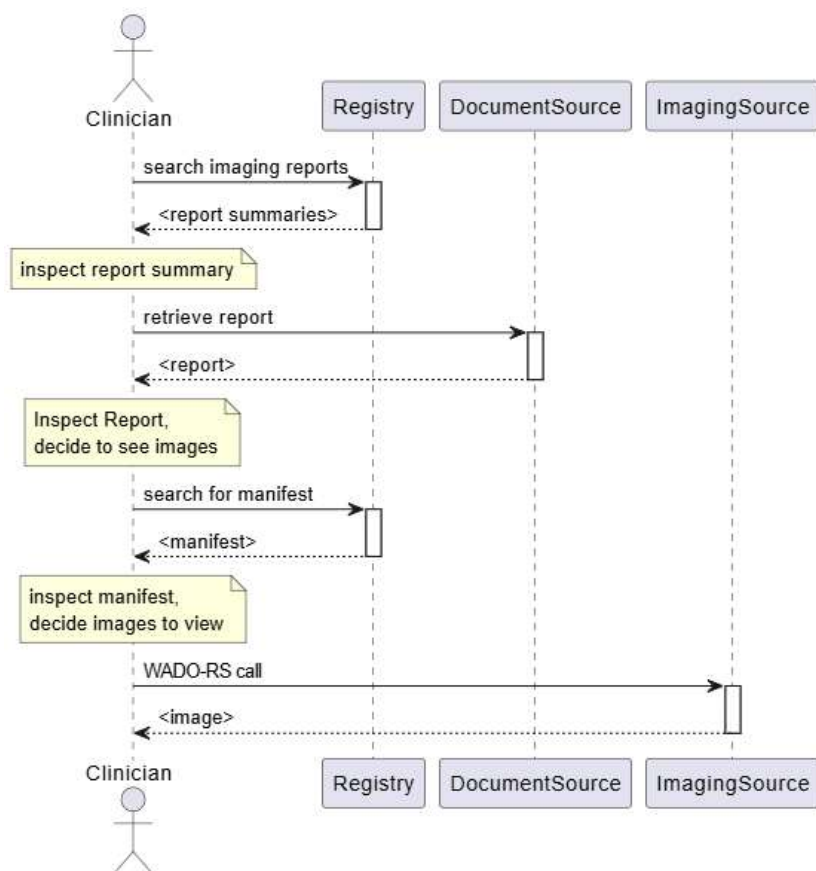 Clinician
Registry
DocumentSource
ImagingSource
search imaging reports
<report summaries>
inspect report summary
retrieve report
<report>
Inspect Report,
decide to see images
search for manifest
<manifest>
inspect manifest,
decide images to view
WADO-RS call
<image>
Clinician
Registry
DocumentSource
ImagingSource